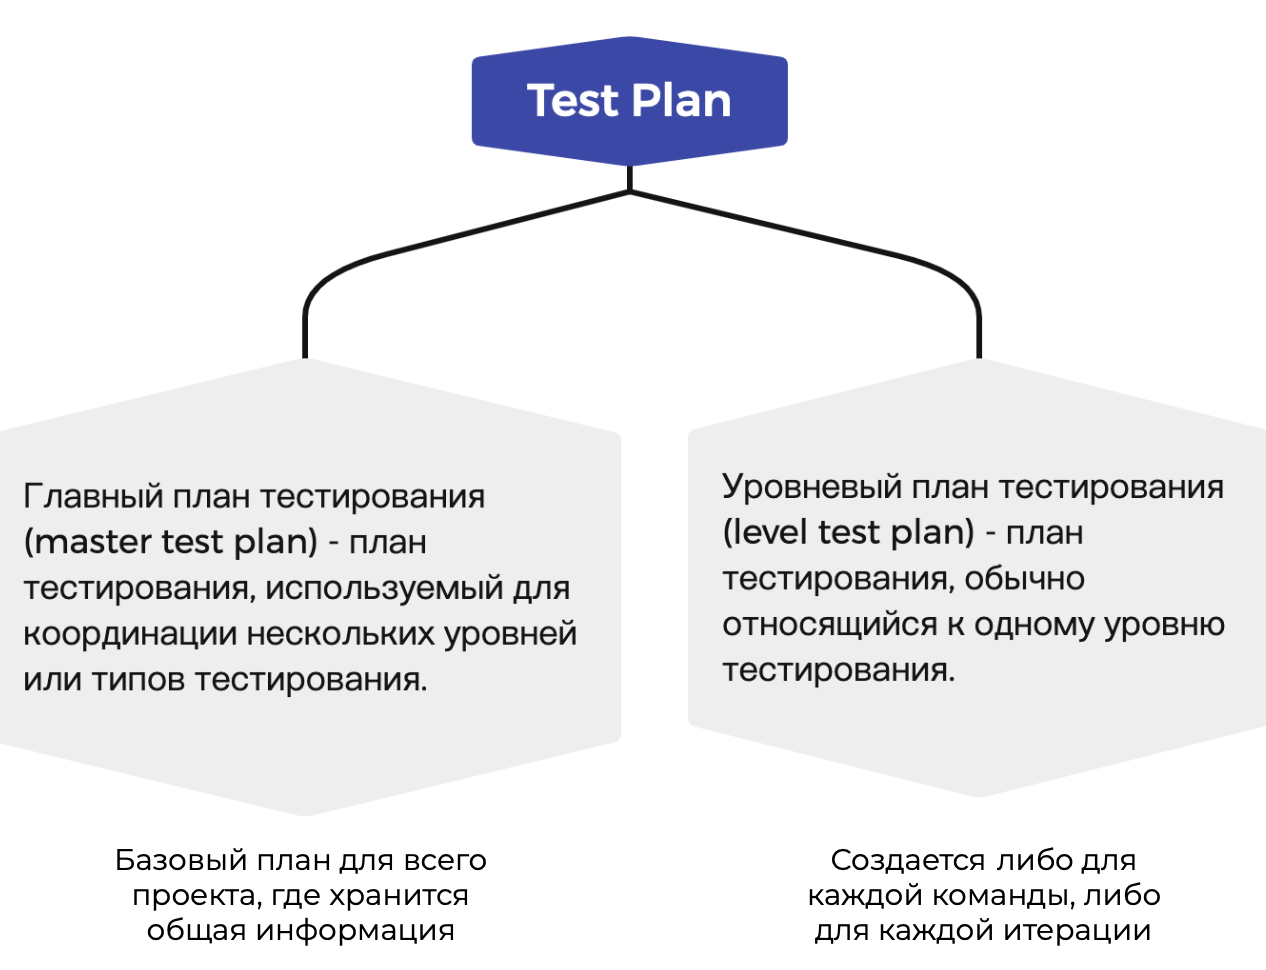 Test Plan
Главный план тестирования
(master test plan) - план
тестирования, используемый для
координации нескольких уровней
или типов тестирования.
Уровневый план тестирования
(level test plan) - план
тестирования, обычно
относящийся к одному уровню
тестирования.
Базовый план для всего
проекта, где хранится
общая информация
Создается либо для
каждой команды, либо
для каждой итерации